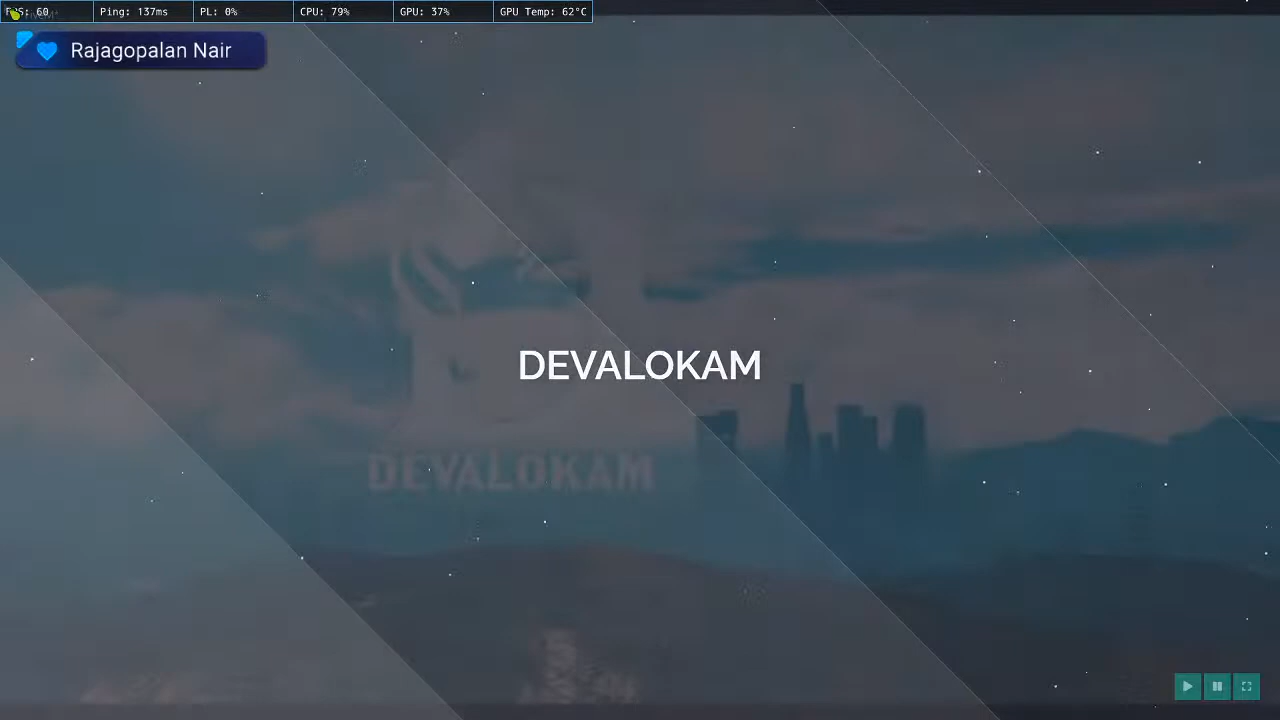 FPS: 60 Ping: 137ms PL: 0% CPU: 79% GPU: 37% GPU Temp: 62°C
Rajagopalan Nair
DEVALOKAM
DEVALOKAM